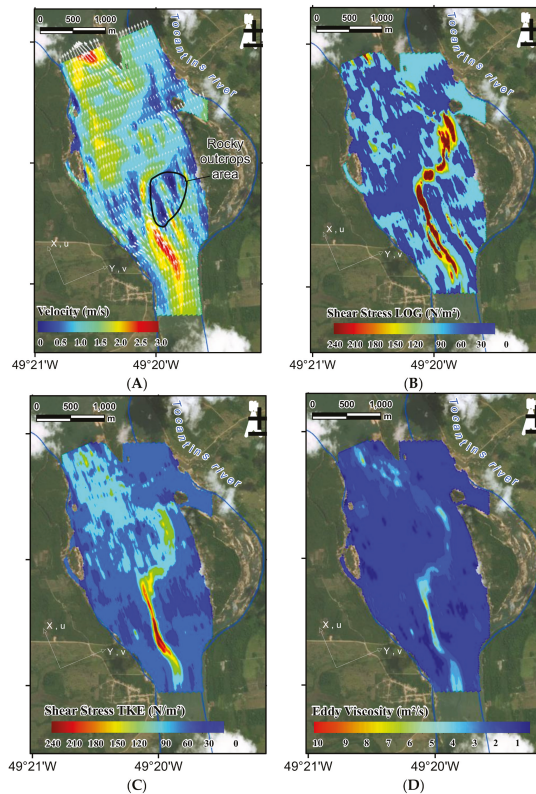 0 500 1,000
m
Tocantins river
Rocky
outerops
area
X, u
Y, v
Velocity (m/s)
0 0.5 1.0 1.5 2.0 2.5 3.0
49°21'W 49°20'W
(A)
0 500 1,000
m
Tocantins river
X, u
Y, v
Shear Stress LOG (N/m²)
240 210 180 150 120 90 60 30 0
49°21'W 49°20'W
(B)
0 500 1,000
m
Tocantins river
X, u
Y, v
Shear Stress TKE (N/m²)
240 210 180 150 120 90 60 30 0
49°21'W 49°20'W
(C)
0 500 1,000
m
Tocantins river
X, u
Y, v
Eddy Viscosity (m²/s)
10 9 8 7 6 5 4 3 2 1
49°21'W 49°20'W
(D)